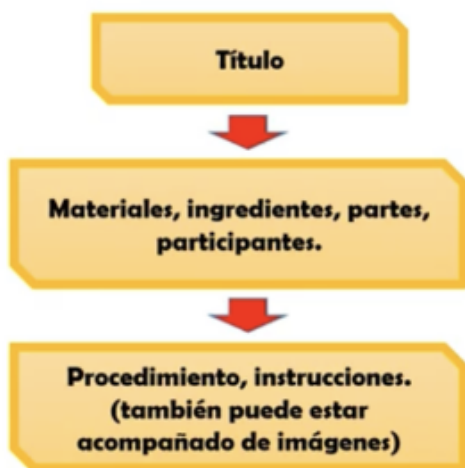 Título
Materiales, ingredientes, partes,
participantes.
Procedimiento, instrucciones.
(también puede estar
acompañado de imágenes)